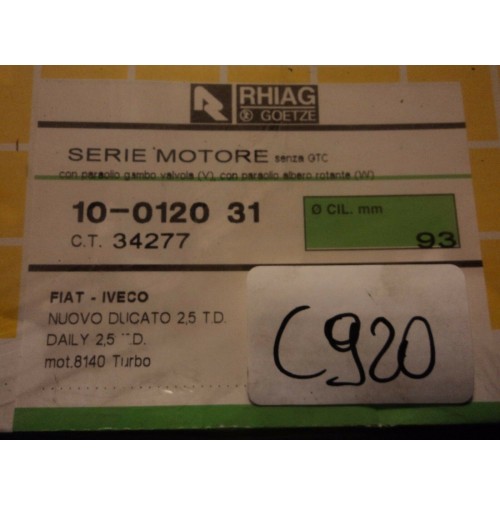 RHIAG
® GOETZE
SERIE MOTORE senza GTC
con paraolio gambo valvola (V), con paraolio albero rotante (W)
10-0120 31
Ø CIL. mm
C.T. 34277
93
FIAT - IVECO
NUOVO DUCATO 2,5 T.D.
DAILY 2,5 T.D.
mot.8140 Turbo
C920